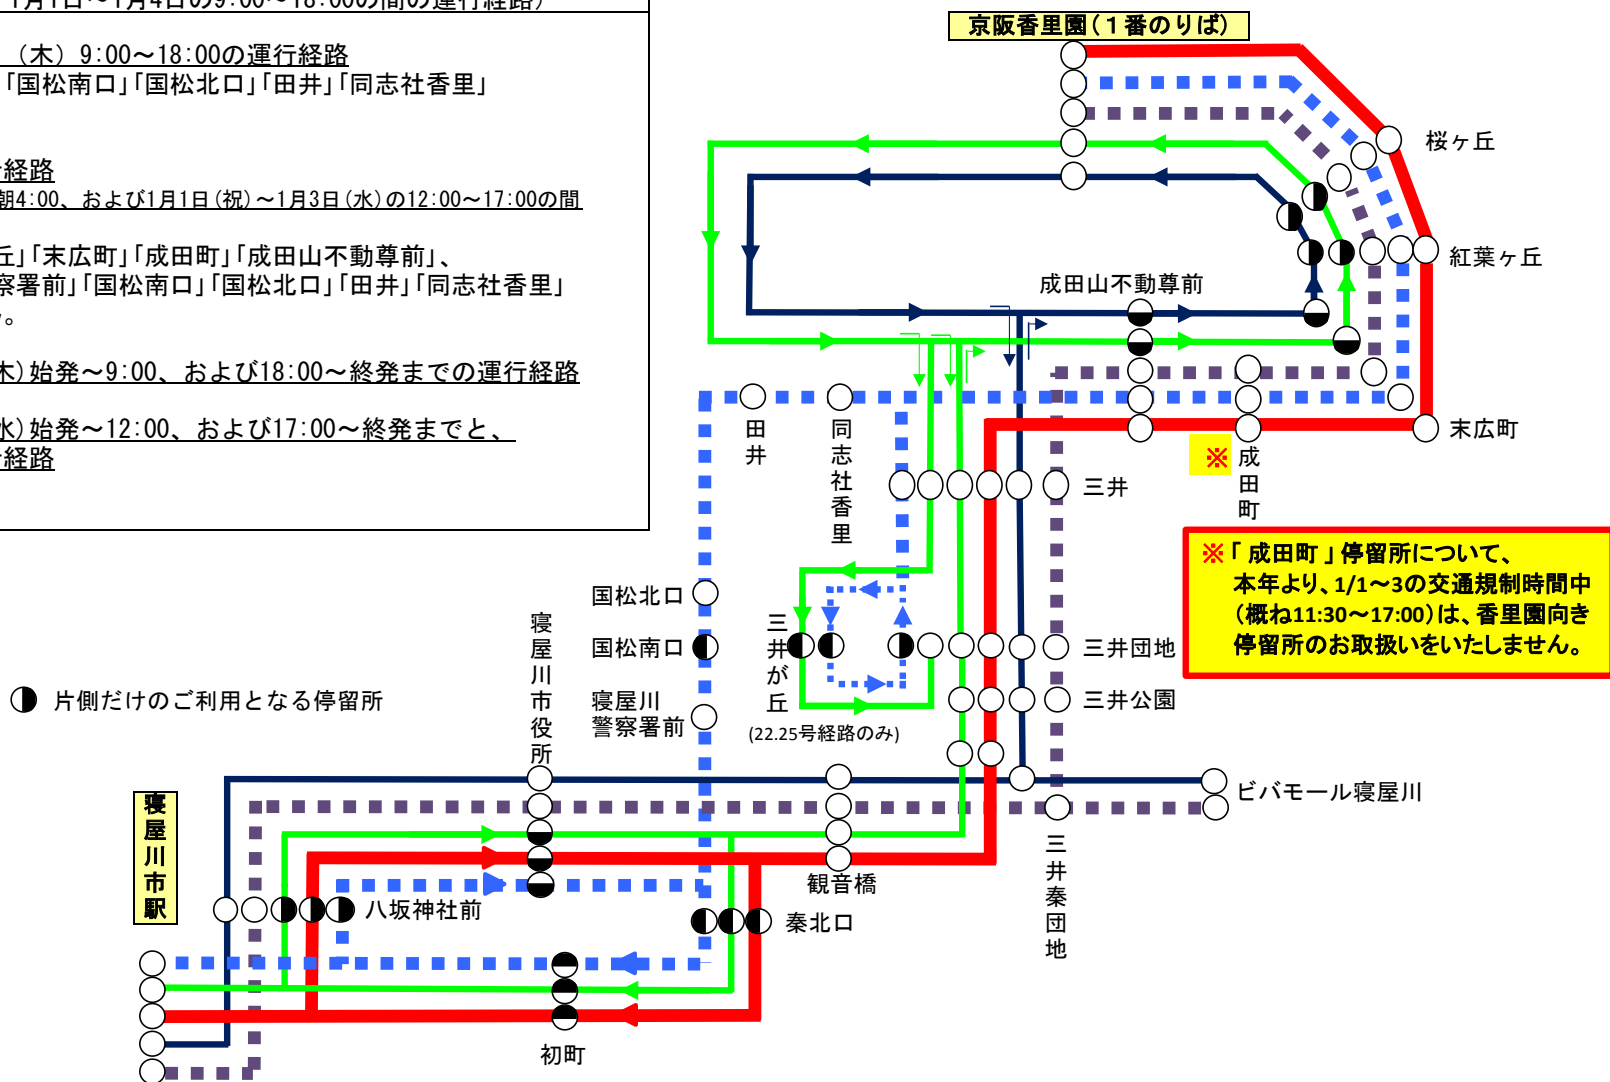 1月1日～1月4日の9:00～18:00の間の運行経路）
（木）9:00～18:00の運行経路
「国松南口」「国松北口」「田井」「同志社香里」
経路
朝4:00、および1月1日(祝)～1月3日(水)の12:00～17:00の間
丘」「末広町」「成田町」「成田山不動尊前」、
察署前」「国松南口」「国松北口」「田井」「同志社香里」
。
木)始発～9:00、および18:00～終発までの運行経路
水)始発～12:00、および17:00～終発までと、
経路
京阪香里園(１番のりば)
桜ヶ丘
紅葉ヶ丘
成田山不動尊前
末広町
田井
同志社香里
※
成田町
三井
※「 成田町 」停留所について、
本年より、1/1～3の交通規制時間中
（概ね11:30～17:00）は、香里園向き
停留所のお取扱いをいたしません。
国松北口
寝屋川市役所
国松南口
三井が丘
三井団地
片側だけのご利用となる停留所
寝屋川
警察署前
三井公園
(22.25号経路のみ)
ビバモール寝屋川
寝屋川市駅
観音橋
三井秦団地
八坂神社前
秦北口
初町